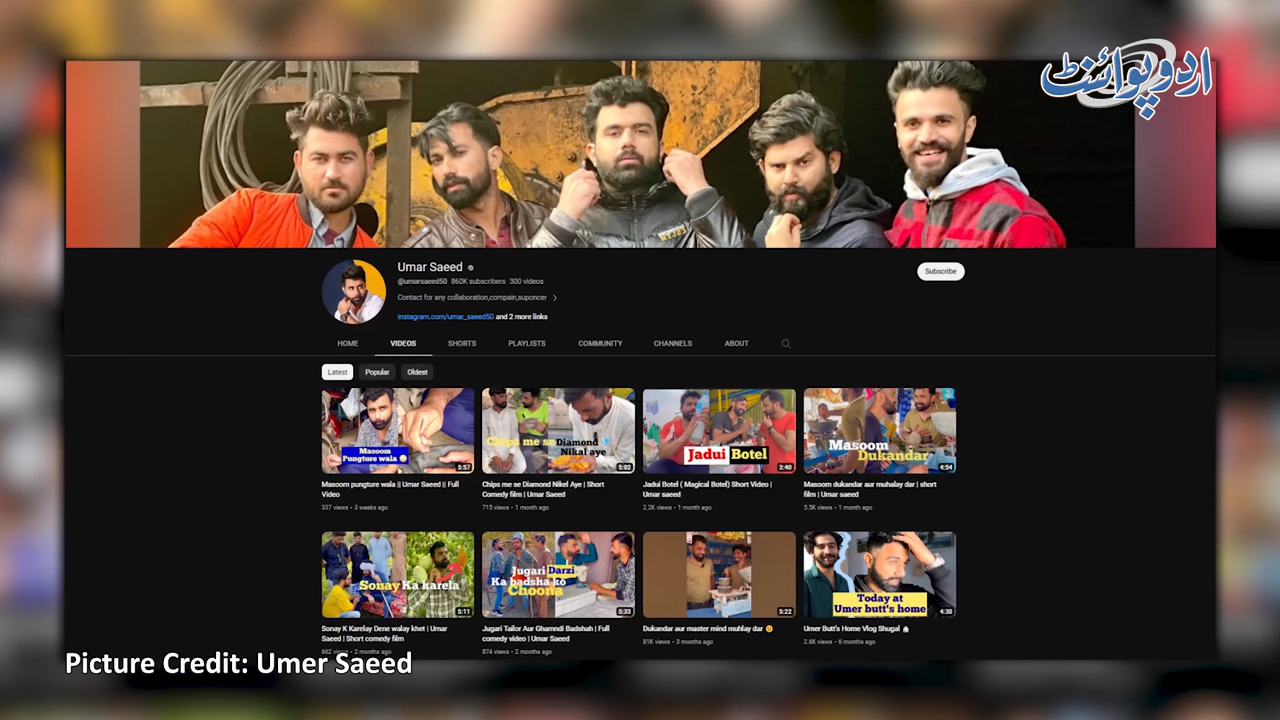 اردوپوائنٹ
Umar Saeed
@umarsaeed50 860K subscribers 300 videos
Contact for any collaboration,compain,suponcer
instagram.com/umar_saeed50 and 2 more links
Subscribe
HOME VIDEOS SHORTS PLAYLISTS COMMUNITY CHANNELS ABOUT
Latest Popular Oldest
Masoom
Pungture wala
5:57
Chips me se Diamond
Nikal aye
5:02
Jadui Botel
3:40
Masoom
Dukandar
4:54
Masoom pungture wala || Umar Saeed || Full
Video
337 views • 3 weeks ago
Chips me se Diamond Nikel Aye | Short
Comedy film | Umar Saeed
715 views • 1 month ago
Jadui Botel ( Magical Botel) Short Video |
Umar saeed
2.2K views • 1 month ago
Masoom dukandar aur muhalay dar | short
film | Umar saeed
5.5K views • 1 month ago
Sonay Ka karela
5:11
Jugari Darzi
Ka badsha ko
Choona
5:33
5:22
Today at
Umer butt's home
4:30
Sonay K Karelay Dene walay khet | Umar
Saeed | Short comedy film
662 views • 2 months ago
Jugari Tailor Aur Ghamndi Badshah | Full
comedy video | Umar Saeed
874 views • 2 months ago
Dukandar aur master mind muhlay dar
81K views • 3 months ago
Umer Butt's Home Vlog Shugal
2.6K views • 6 months ago
Picture Credit: Umer Saeed